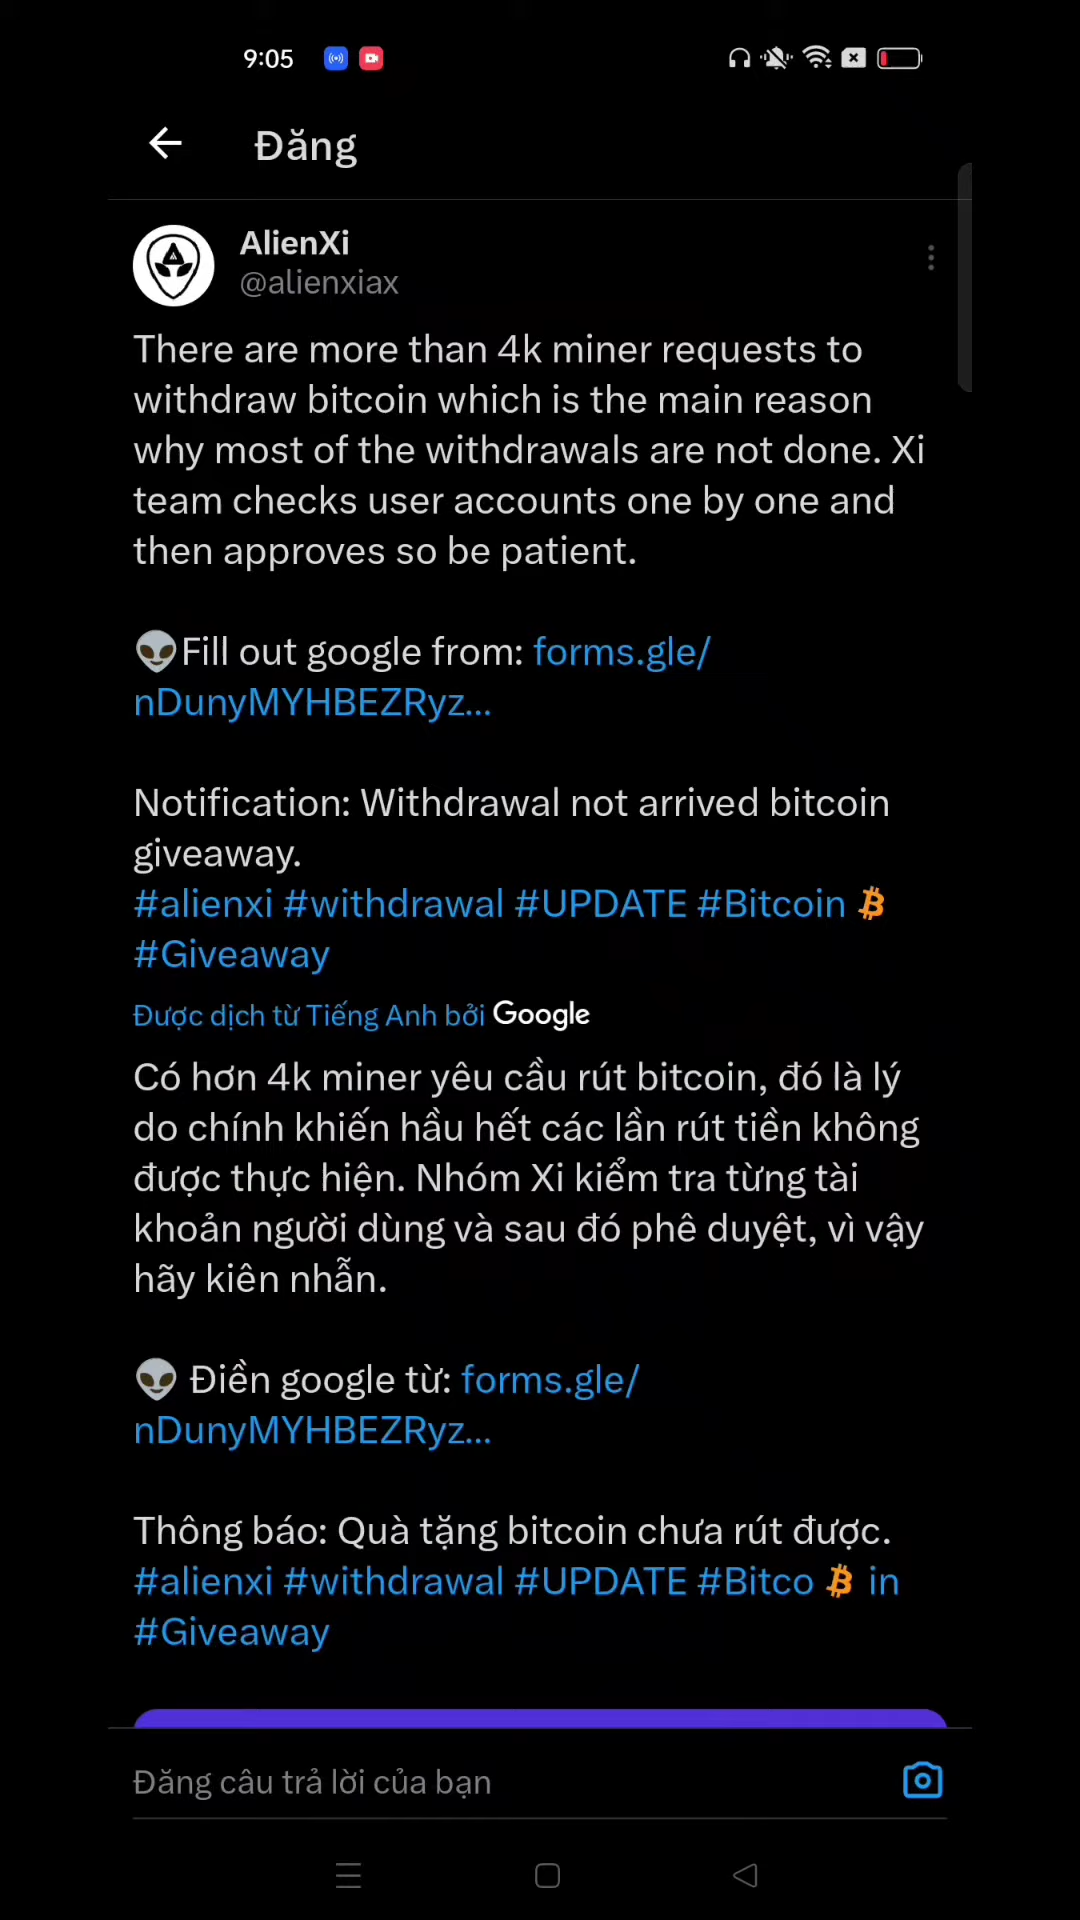 9:05
Đăng
AlienXi
@alienxiax
There are more than 4k miner requests to
withdraw bitcoin which is the main reason
why most of the withdrawals are not done. Xi
team checks user accounts one by one and
then approves so be patient.
👽Fill out google from: forms.gle/
nDunyMYHBEZRyz...
Notification: Withdrawal not arrived bitcoin
giveaway.
#alienxi #withdrawal #UPDATE #Bitcoin
#Giveaway
Được dịch từ Tiếng Anh bởi Google
Có hơn 4k miner yêu cầu rút bitcoin, đó là lý
do chính khiến hầu hết các lần rút tiền không
được thực hiện. Nhóm Xi kiểm tra từng tài
khoản người dùng và sau đó phê duyệt, vì vậy
hãy kiên nhẫn.
👽 Điền google từ: forms.gle/
nDunyMYHBEZRyz...
Thông báo: Quà tặng bitcoin chưa rút được.
#alienxi #withdrawal #UPDATE #Bitco in
#Giveaway
Đăng câu trả lời của bạn